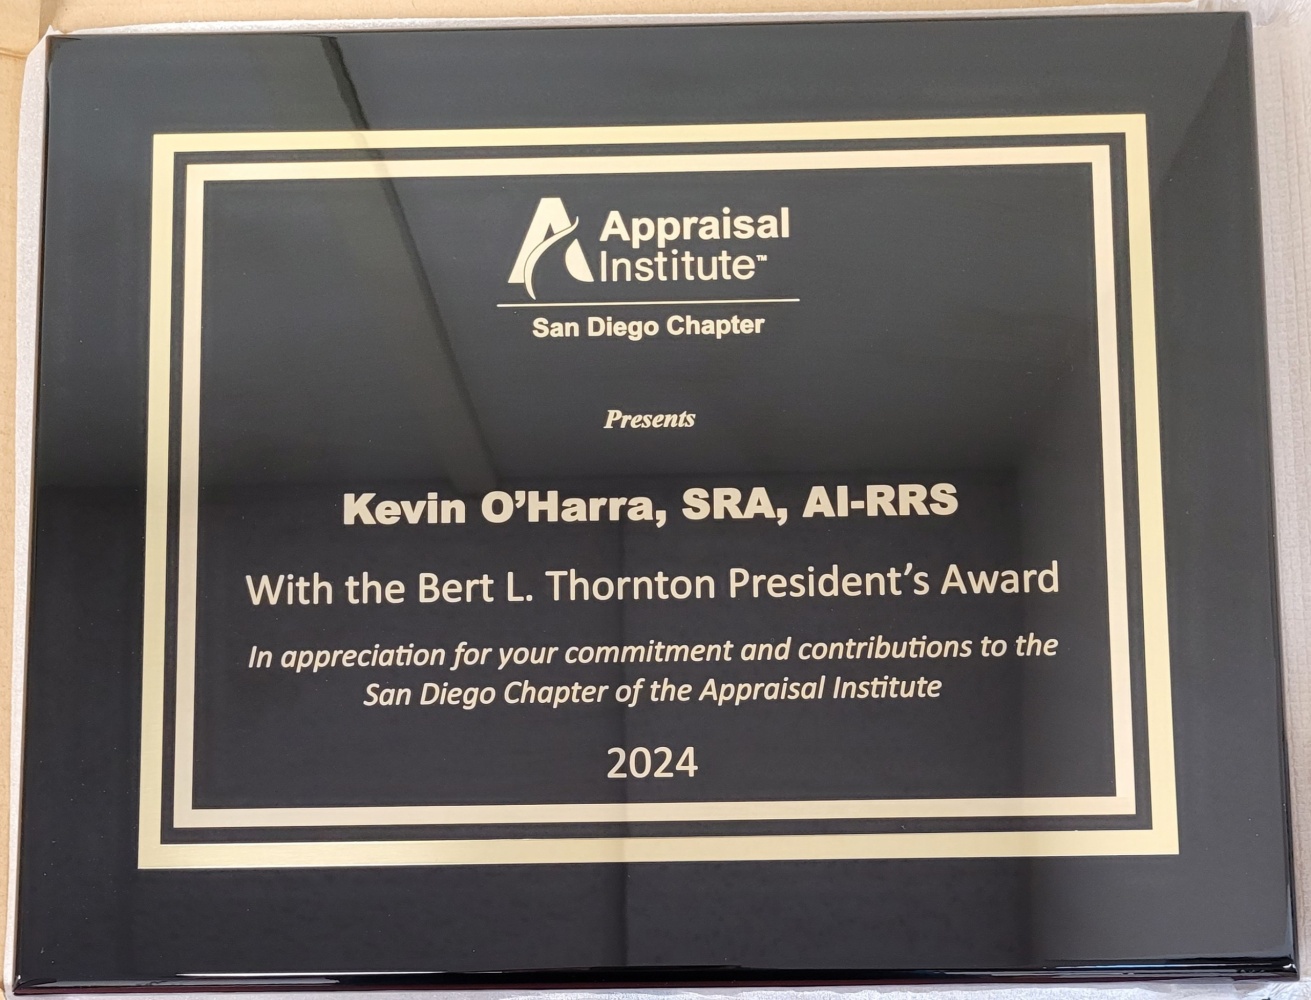 Appraisal
Institute™
San Diego Chapter
Presents
Kevin O’Harra, SRA, AI-RRS
With the Bert L. Thornton President’s Award
In appreciation for your commitment and contributions to the
San Diego Chapter of the Appraisal Institute
2024